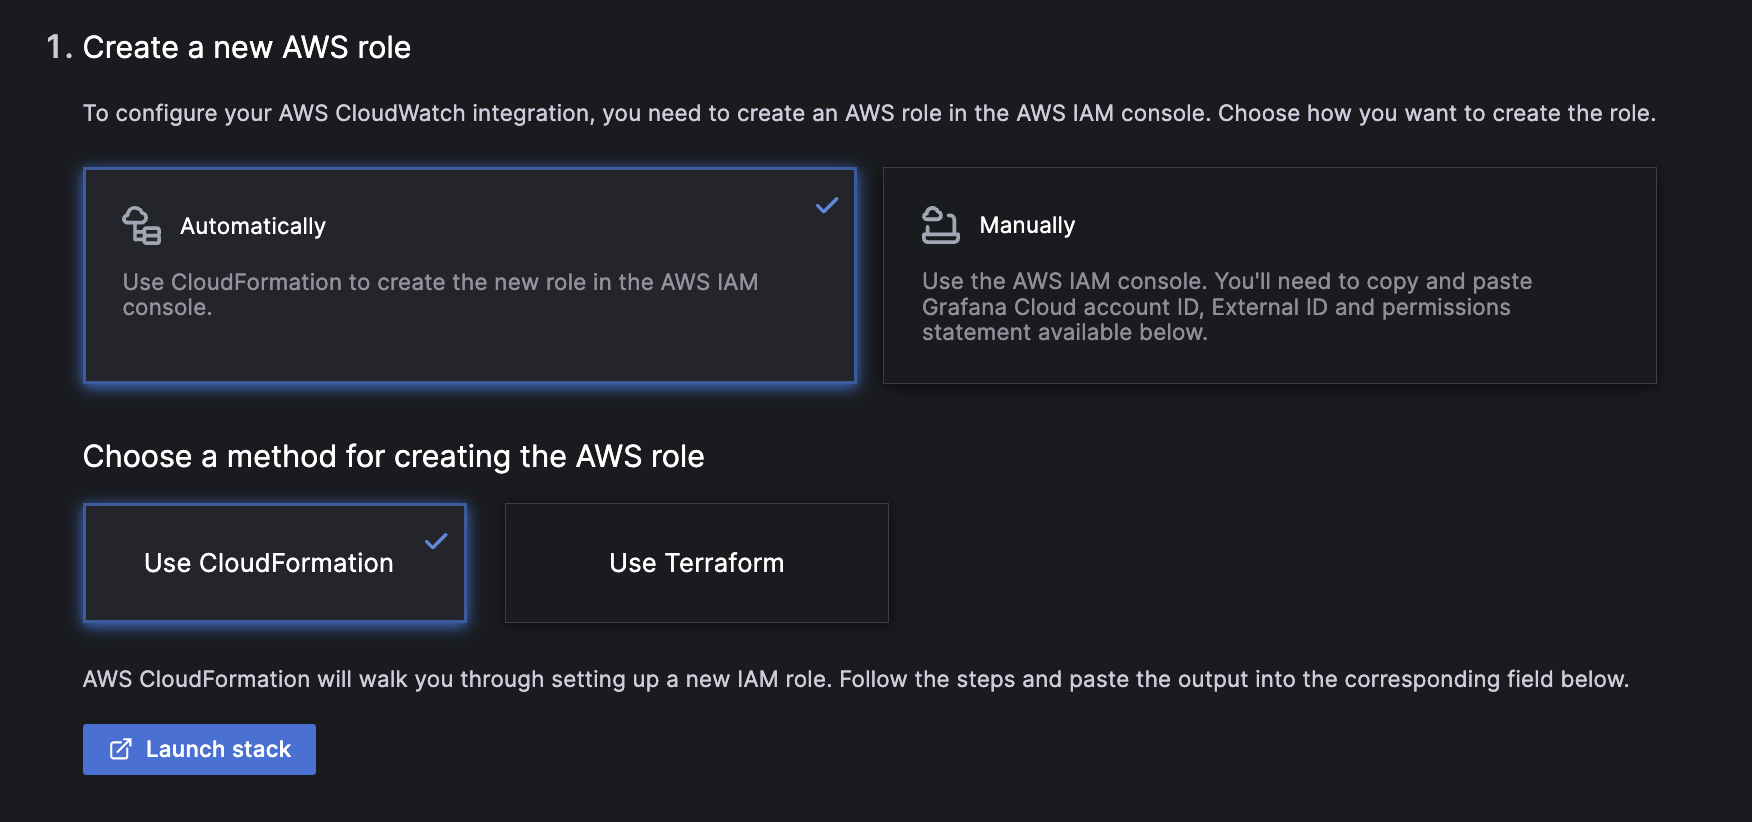 1. Create a new AWS role
To configure your AWS CloudWatch integration, you need to create an AWS role in the AWS IAM console. Choose how you want to create the role.
Automatically
Use CloudFormation to create the new role in the AWS IAM
console.
Manually
Use the AWS IAM console. You'll need to copy and paste
Grafana Cloud account ID, External ID and permissions
statement available below.
Choose a method for creating the AWS role
Use CloudFormation
Use Terraform
AWS CloudFormation will walk you through setting up a new IAM role. Follow the steps and paste the output into the corresponding field below.
Launch stack